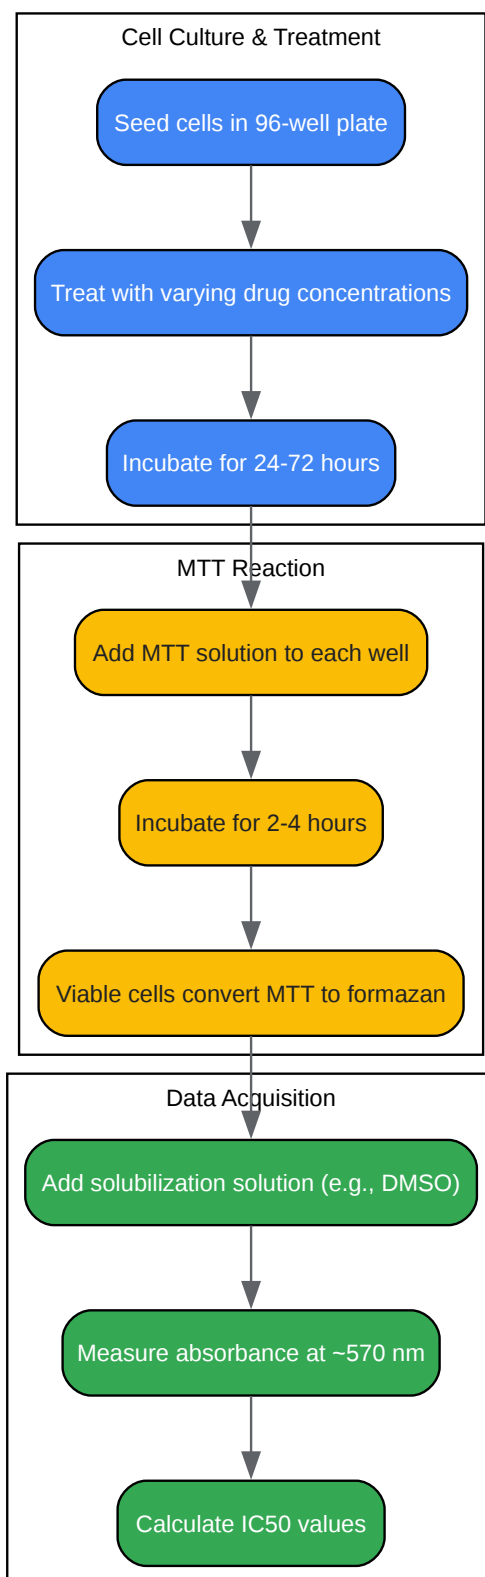 Cell Culture & Treatment
Seed cells in 96-well plate
Treat with varying drug concentrations
Incubate for 24-72 hours
MTT Reaction
Add MTT solution to each well
Incubate for 2-4 hours
Viable cells convert MTT to formazan
Data Acquisition
Add solubilization solution (e.g., DMSO)
Measure absorbance at ~570 nm
Calculate IC50 values